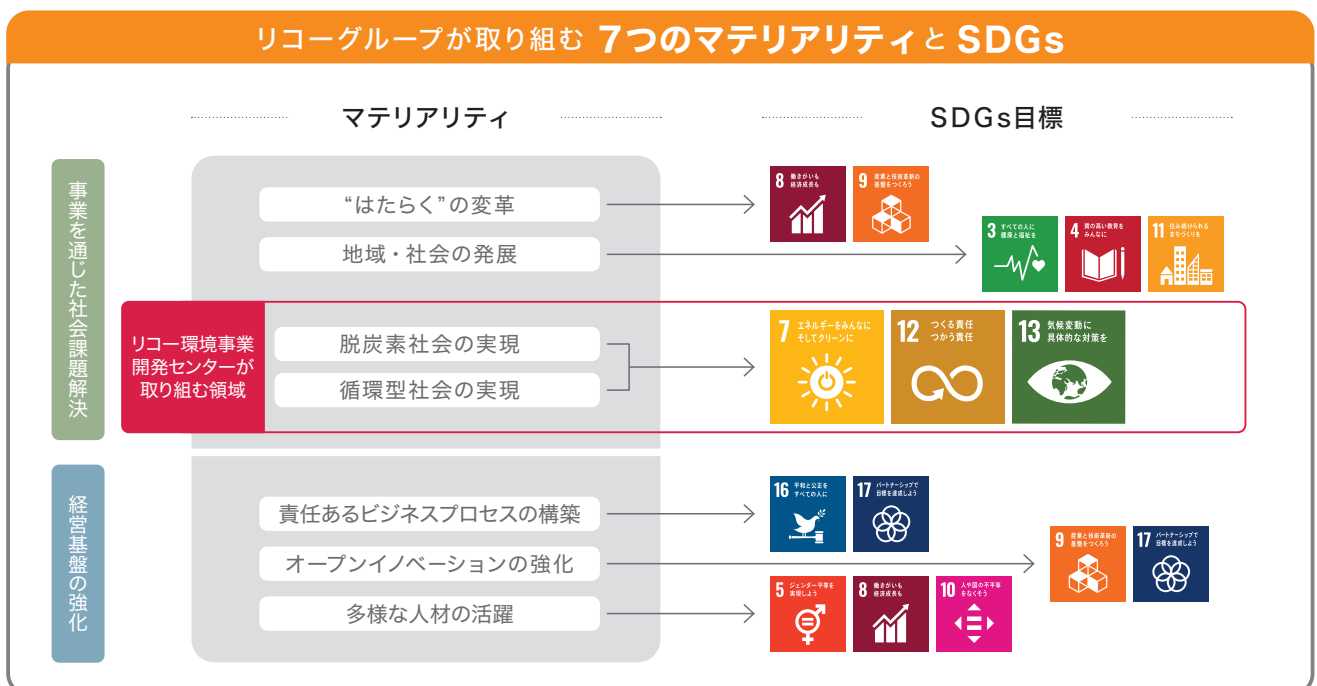 リコーグループが取り組む 7つのマテリアリティと SDGs
マテリアリティ
SDGs目標
事業を通じた社会課題解決
“はたらく”の変革
8 働きがいも
経済成長も
9 産業と技術革新の
基盤をつくろう
地域・社会の発展
3 すべての人に
健康と福祉を
4 質の高い教育を
みんなに
11 住み続けられる
まちづくりを
リコー環境事業
開発センターが
取り組む領域
脱炭素社会の実現
循環型社会の実現
7 エネルギーをみんなに
そしてクリーンに
12 つくる責任
つかう責任
13 気候変動に
具体的な対策を
経営基盤の強化
責任あるビジネスプロセスの構築
16 平和と公正を
すべての人に
17 パートナーシップで
目標を達成しよう
オープンイノベーションの強化
9 産業と技術革新の
基盤をつくろう
17 パートナーシップで
目標を達成しよう
多様な人材の活躍
5 ジェンダー平等を
実現しよう
8 働きがいも
経済成長も
10 人や国の不平等
をなくそう